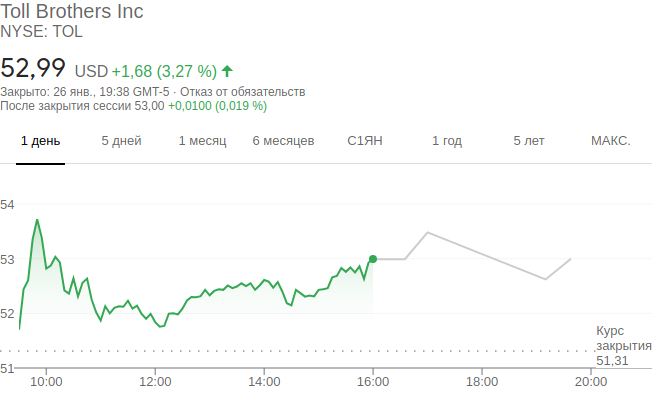 Toll Brothers Inc
NYSE: TOL
52,99 USD +1,68 (3,27 %)
Закрыто: 26 янв., 19:38 GMT-5 · Отказ от обязательств
После закрытия сессии 53,00 +0,0100 (0,019 %)
1 день 5 дней 1 месяц 6 месяцев С1ЯН 1 год 5 лет МАКС.
54
53
52
Курс
закрытия
51,31
51
10:00 12:00 14:00 16:00 18:00 20:00